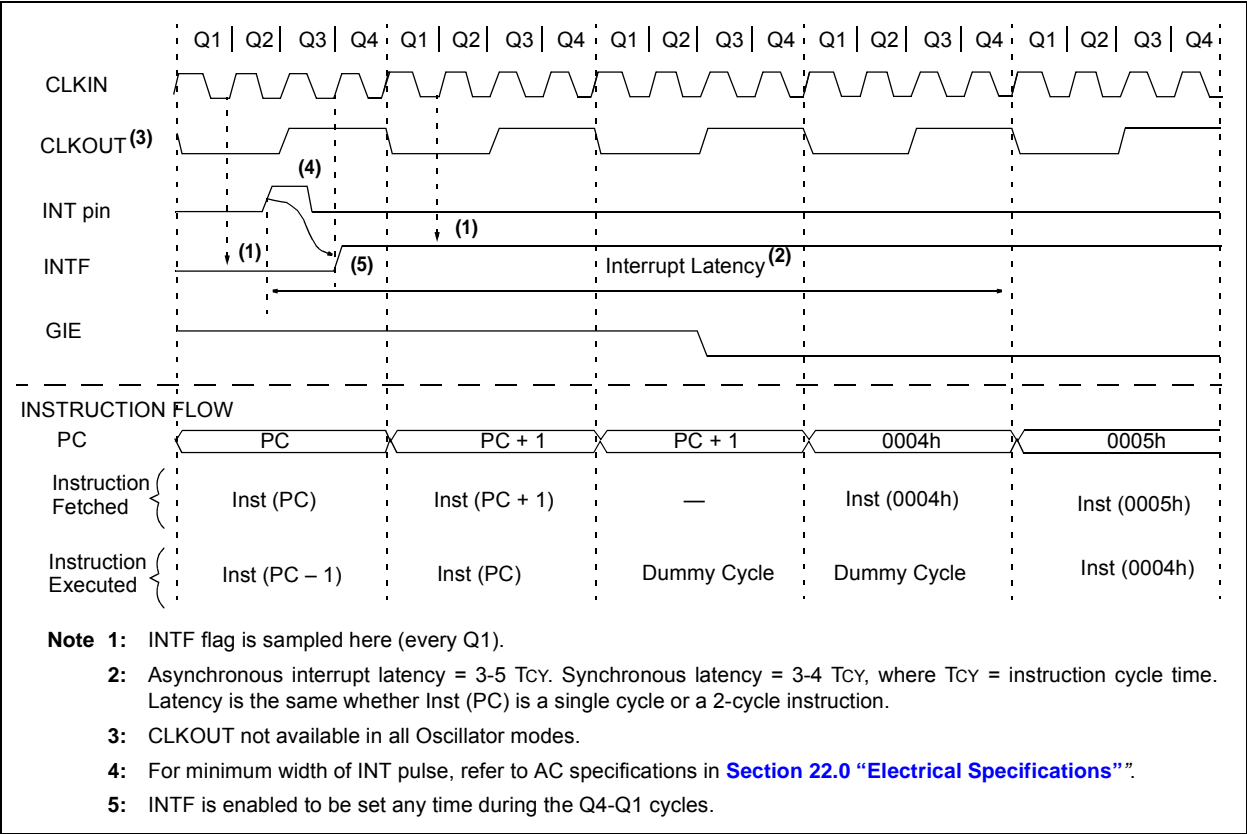 Q1 Q2 Q3 Q4 Q1 Q2 Q3 Q4 Q1 Q2 Q3 Q4 Q1 Q2 Q3 Q4 Q1 Q2 Q3 Q4
CLKIN
CLKOUT(3)
(4)
INT pin
(1)
(1)
INTF
(5)
Interrupt Latency(2)
GIE
INSTRUCTION FLOW
PC PC PC + 1 PC + 1 0004h 0005h
Instruction
Fetched
Inst (PC) Inst (PC + 1) — Inst (0004h) Inst (0005h)
Instruction
Executed
Inst (PC – 1) Inst (PC) Dummy Cycle Dummy Cycle Inst (0004h)
Note 1: INTF flag is sampled here (every Q1).
2: Asynchronous interrupt latency = 3-5 TCY. Synchronous latency = 3-4 TCY, where TCY = instruction cycle time.
Latency is the same whether Inst (PC) is a single cycle or a 2-cycle instruction.
3: CLKOUT not available in all Oscillator modes.
4: For minimum width of INT pulse, refer to AC specifications in Section 22.0 “Electrical Specifications””.
5: INTF is enabled to be set any time during the Q4-Q1 cycles.